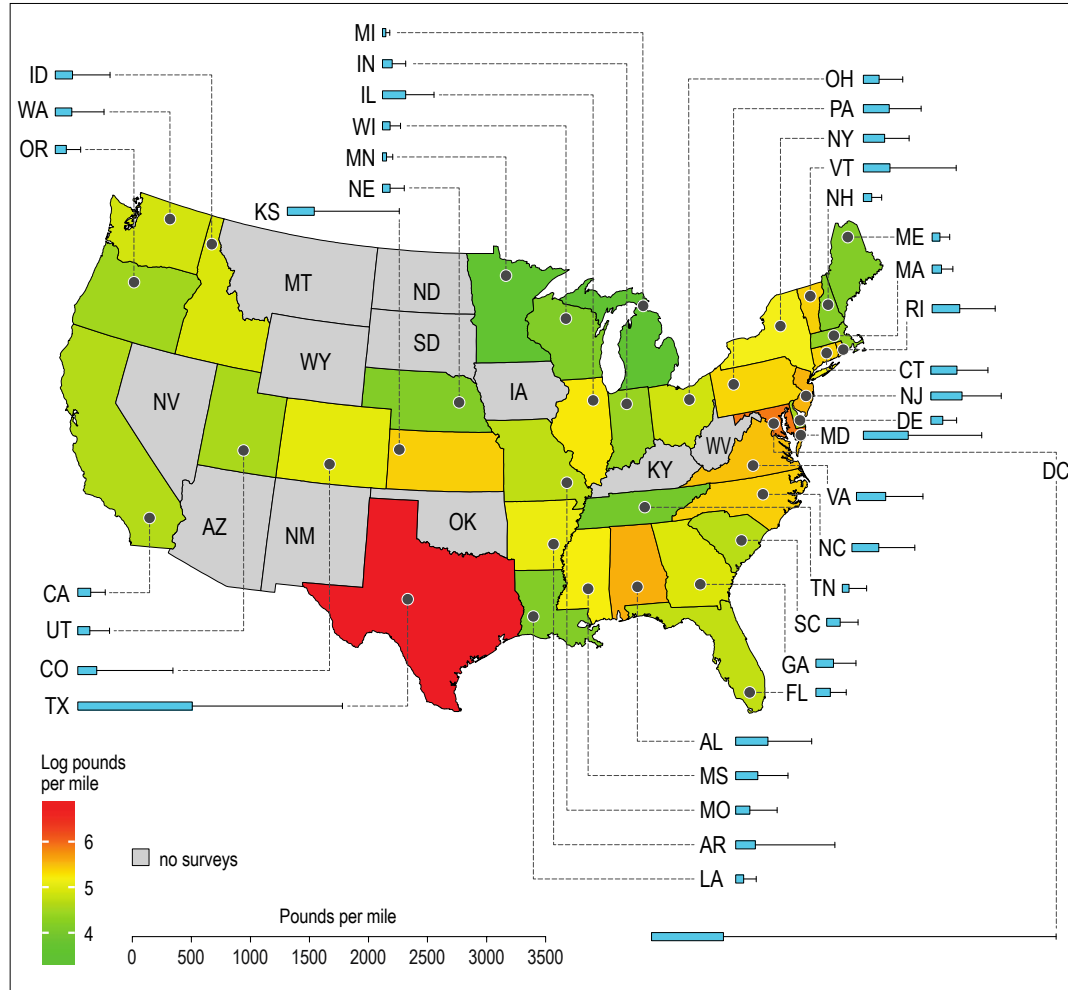 MI
IN
IL
WI
MN
NE
ID
WA
OR
KS
OH
PA
NY
VT
NH
ME
MA
RI
CT
NJ
DE
MD
DC
VA
NC
TN
SC
GA
FL
MT
ND
SD
WY
NV
IA
WV
KY
AZ
NM
OK
CA
UT
CO
TX
AL
MS
MO
AR
LA
Log pounds
per mile
6
5
4
no surveys
Pounds per mile
0 500 1000 1500 2000 2500 3000 3500